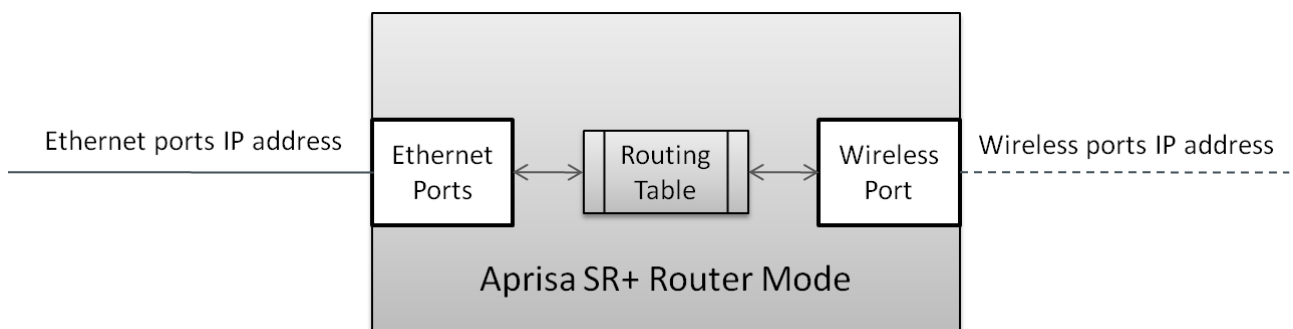 Ethernet ports IP address
Ethernet
Ports
Routing
Table
Wireless
Port
Wireless ports IP address
Aprisa SR+ Router Mode